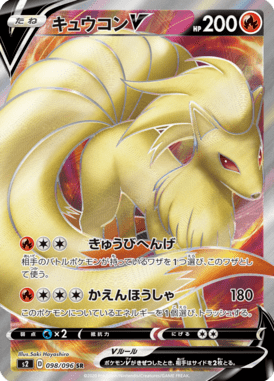 たね キュウコンV HP200
きゅうびへんげ
相手のバトルポケモンが持っているワザを1つ選び、このワザとして使う。
かえんほうしゃ 180
このポケモンについているエネルギーを1個選び、トラッシュする。
弱点 ×2 抵抗力 にげる
Vルール
ポケモンVがきぜつしたとき、相手はサイドを2枚とる。
Illus. Saki Hayashiro
s2 D 098/096 SR